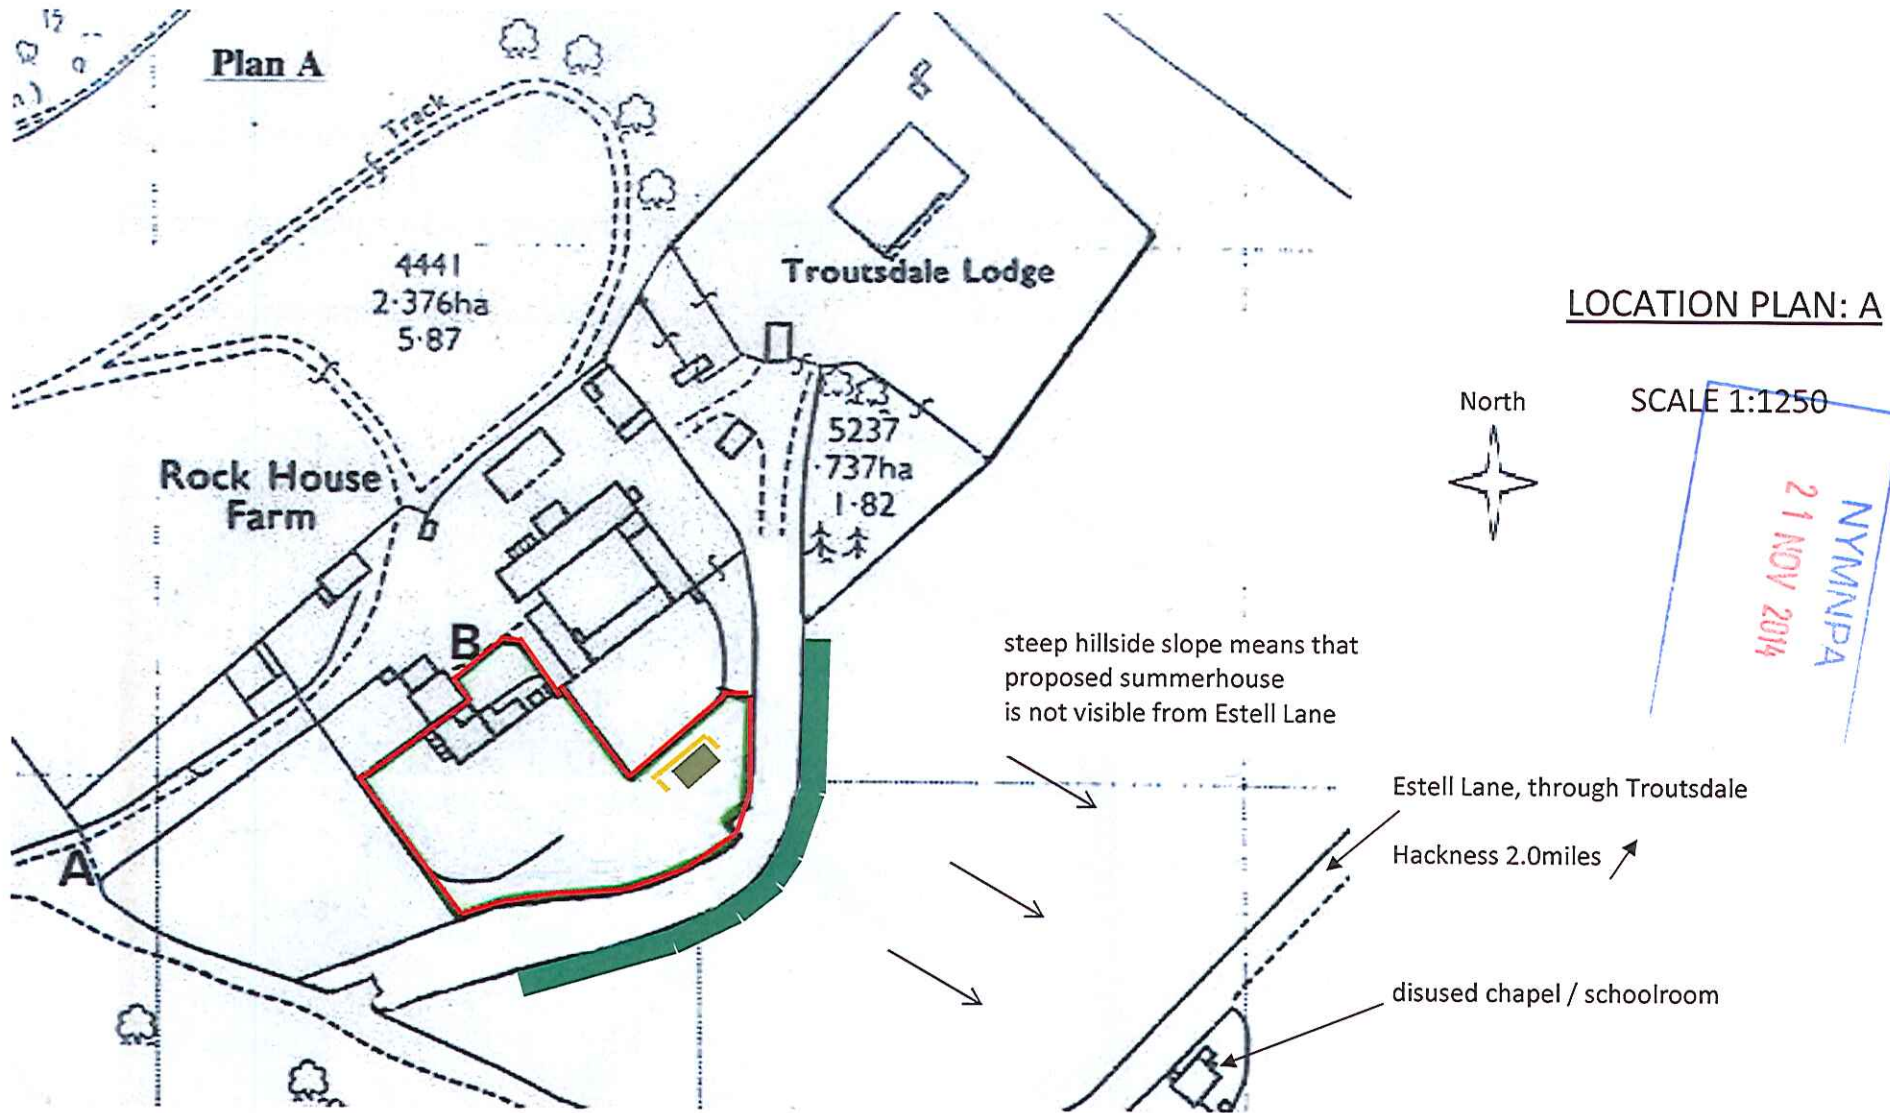 Plan A
Track
4441
2·376ha
5·87
Troutsdale Lodge
LOCATION PLAN: A
North
SCALE 1:1250
5237
·737ha
1·82
Rock House
Farm
NYMNPA
21 NOV 2014
B
steep hillside slope means that
proposed summerhouse
is not visible from Estell Lane
Estell Lane, through Troutsdale
Hackness 2.0miles
A
disused chapel / schoolroom